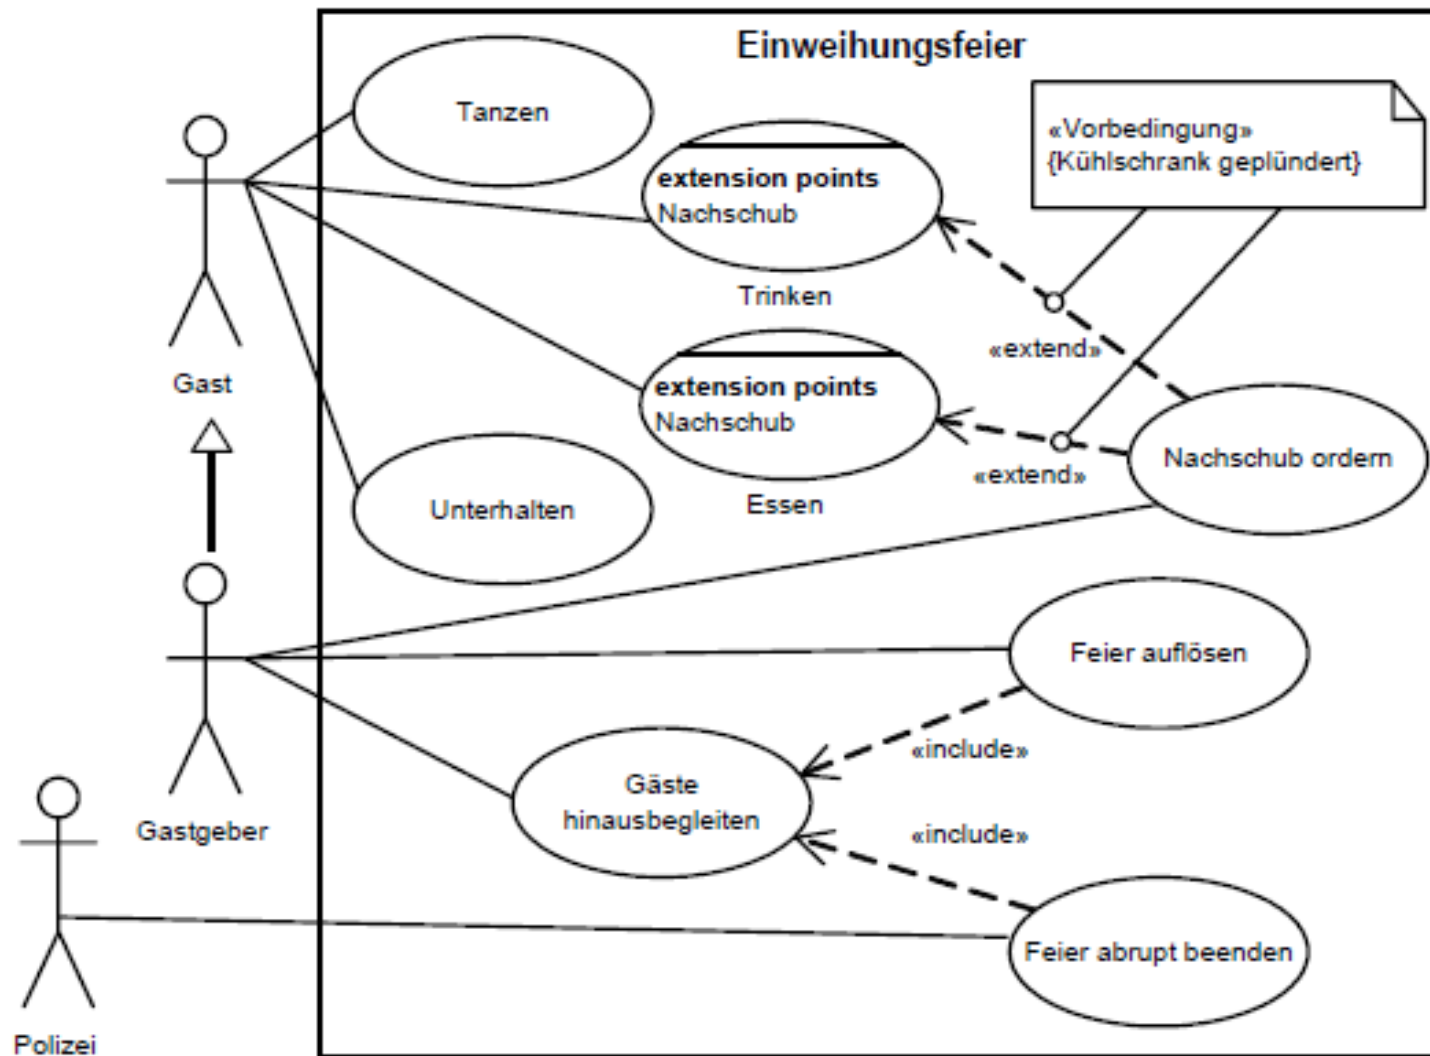 Einweihungsfeier
Tanzen
«Vorbedingung»
{Kühlschrank geplündert}
extension points
Nachschub
Trinken
«extend»
Gast
extension points
Nachschub
Essen
«extend»
Nachschub ordern
Unterhalten
Feier auflösen
«include»
Gäste
hinausbegleiten
Gastgeber
«include»
Feier abrupt beenden
Polizei